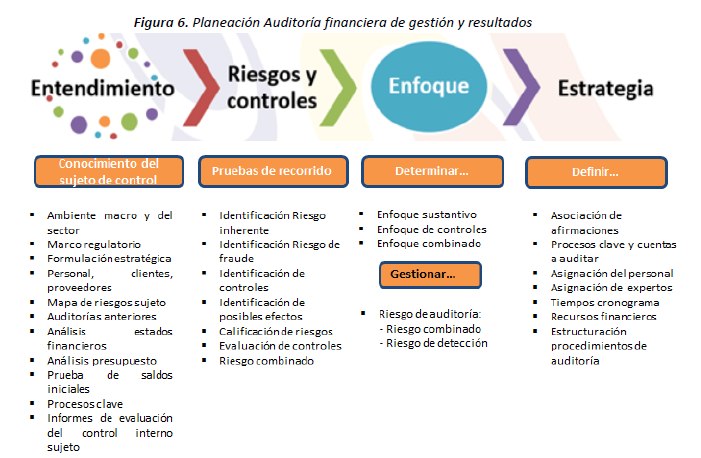 Figura 6. Planeación Auditoría financiera de gestión y resultados
Entendimiento
Riesgos y
controles
Enfoque
Estrategia
Conocimiento del
sujeto de control
▪ Ambiente macro y del
sector
▪ Marco regulatorio
▪ Formulación estratégica
▪ Personal, clientes,
proveedores
▪ Mapa de riesgos sujeto
▪ Auditorías anteriores
▪ Análisis estados
financieros
▪ Análisis presupuesto
▪ Prueba de saldos
iniciales
▪ Procesos clave
▪ Informes de evaluación
del control interno
sujeto
Pruebas de recorrido
▪ Identificación Riesgo
inherente
▪ Identificación Riesgo de
fraude
▪ Identificación de
controles
▪ Identificación de
posibles efectos
▪ Calificación de riesgos
▪ Evaluación de controles
▪ Riesgo combinado
Determinar...
▪ Enfoque sustantivo
▪ Enfoque de controles
▪ Enfoque combinado
Gestionar...
▪ Riesgo de auditoría:
- Riesgo combinado
- Riesgo de detección
Definir...
▪ Asociación de
afirmaciones
▪ Procesos clave y cuentas
a auditar
▪ Asignación del personal
▪ Asignación de expertos
▪ Tiempos cronograma
▪ Recursos financieros
▪ Estructuración
procedimientos de
auditoría